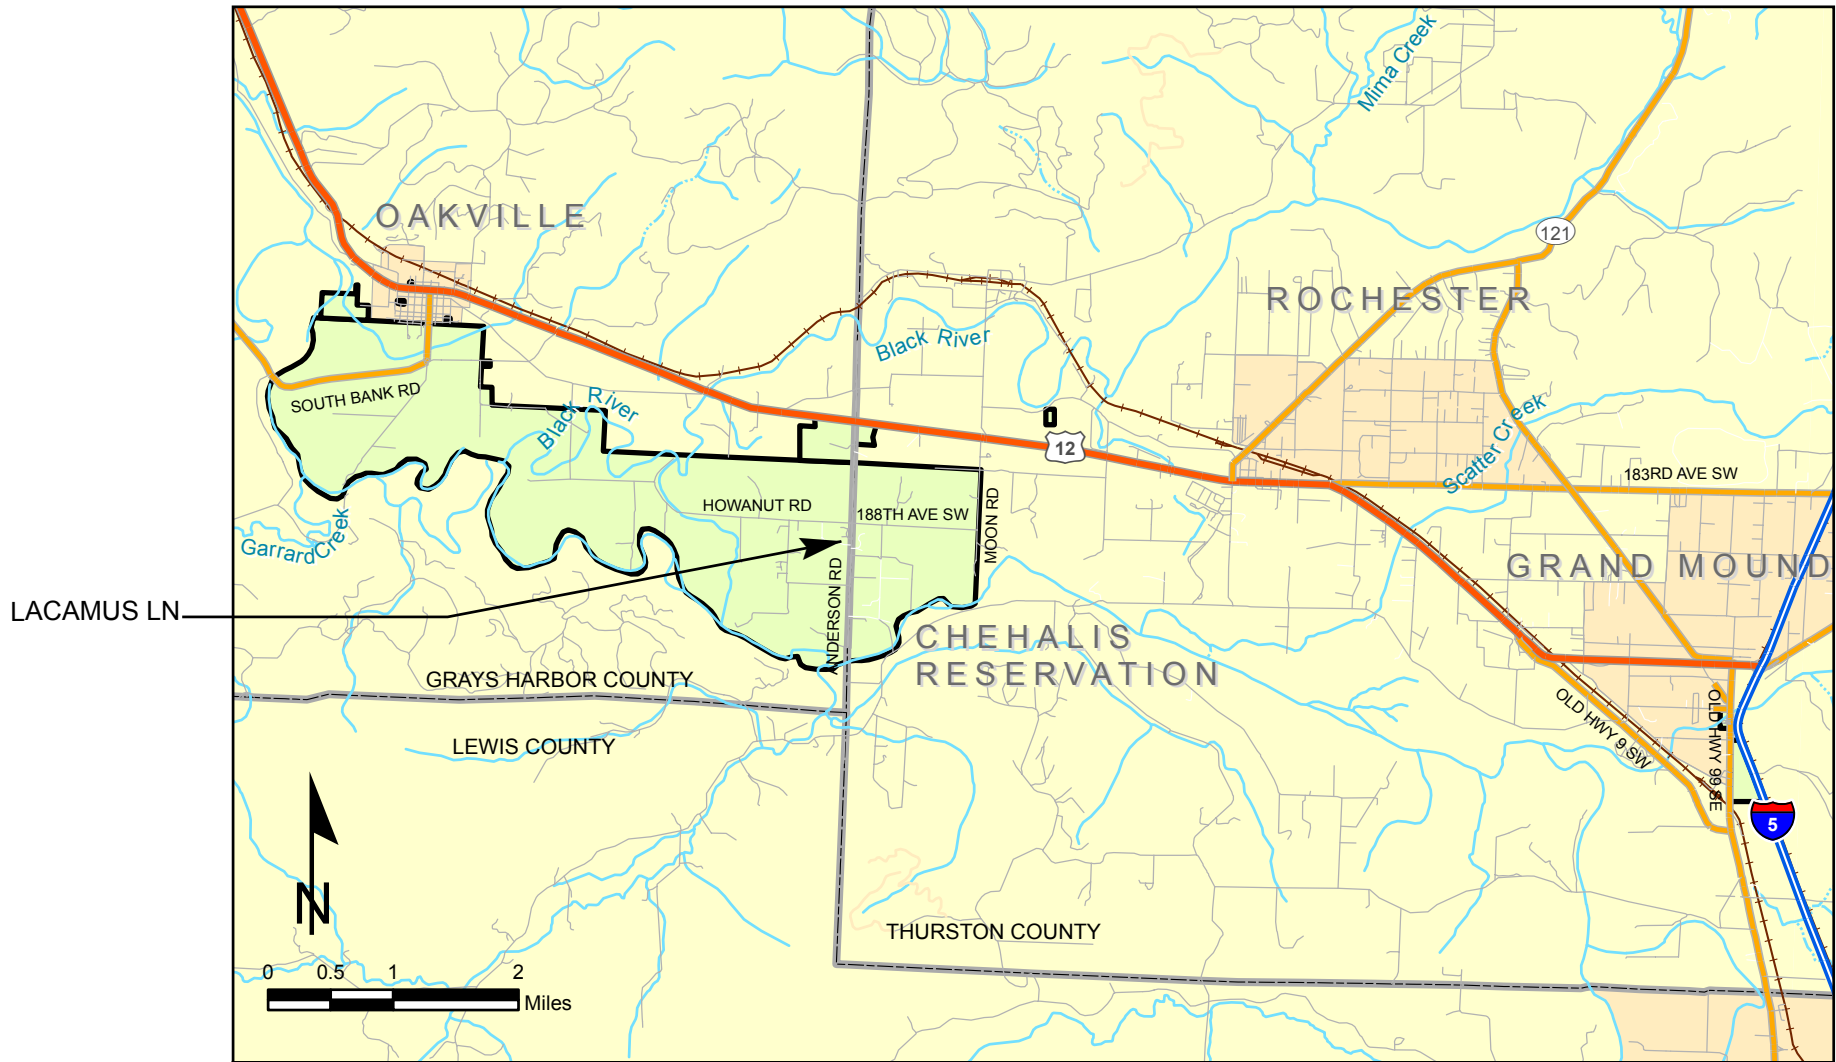 Mima Creek
OAKVILLE
121
ROCHESTER
Black River
SOUTH BANK RD
Black River
12
Scatter Creek
183RD AVE SW
HOWANUT RD
188TH AVE SW
MOON RD
Garrard Creek
GRAND MOUND
ANDERSON RD
LACAMUS LN
CHEHALIS
RESERVATION
GRAYS HARBOR COUNTY
LEWIS COUNTY
OLD HWY 9 SW
OLD HWY 99 SE
5
N
THURSTON COUNTY
0 0.5 1 2
Miles